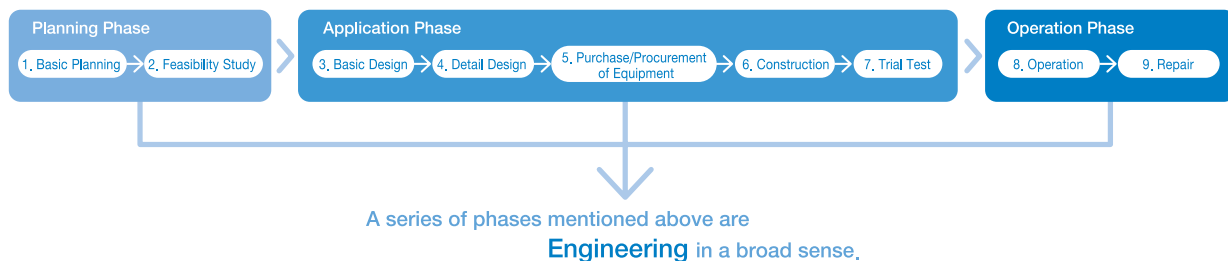 Planning Phase
1. Basic Planning
2. Feasibility Study
Application Phase
3. Basic Design
4. Detail Design
5. Purchase/Procurement
of Equipment
6. Construction
7. Trial Test
Operation Phase
8. Operation
9. Repair
A series of phases mentioned above are
Engineering in a broad sense.